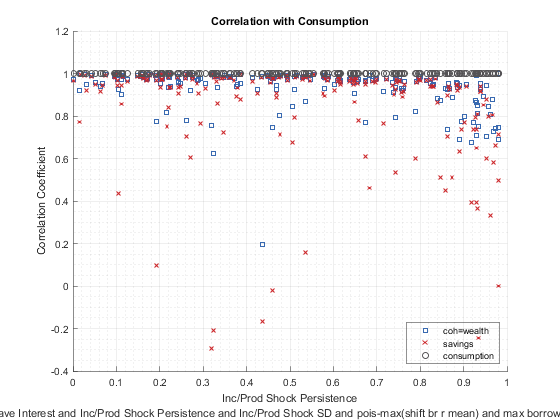 Correlation with Consumption
1.2
1
0.8
0.6
0.4
0.2
0
-0.2
-0.4
Correlation Coefficient
0
0.1
0.2
0.3
0.4
0.5
0.6
0.7
0.8
0.9
1
coh=wealth
savings
consumption
Inc/Prod Shock Persistence
ave Interest and Inc/Prod Shock Persistence and Inc/Prod Shock SD and pois-max(shift br r mean) and max borrow